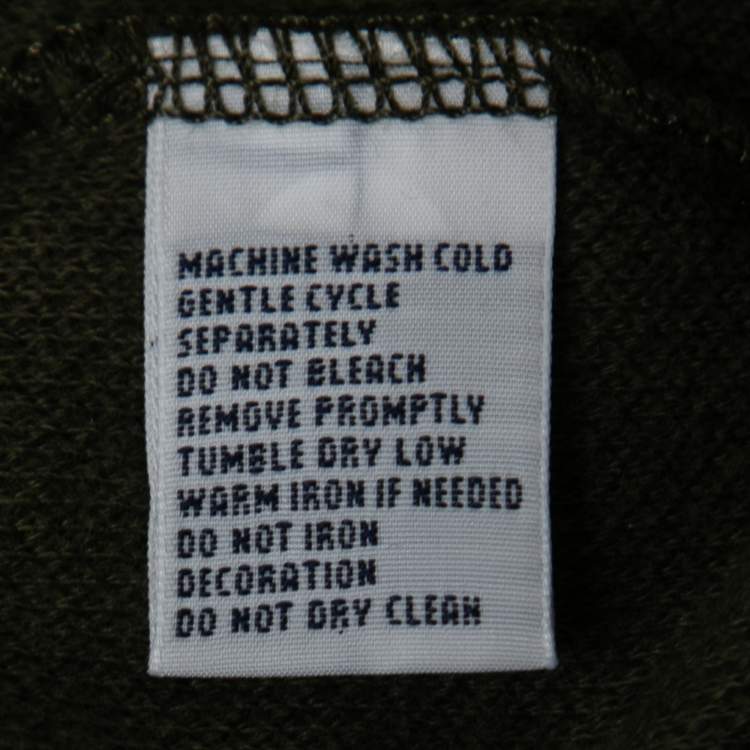 MACHINE WASH COLD
GENTLE CYCLE
SEPARATELY
DO NOT BLEACH
REMOVE PROMPTLY
TUMBLE DRY LOW
WARM IRON IF NEEDED
DO NOT IRON
DECORATION
DO NOT DRY CLEAN